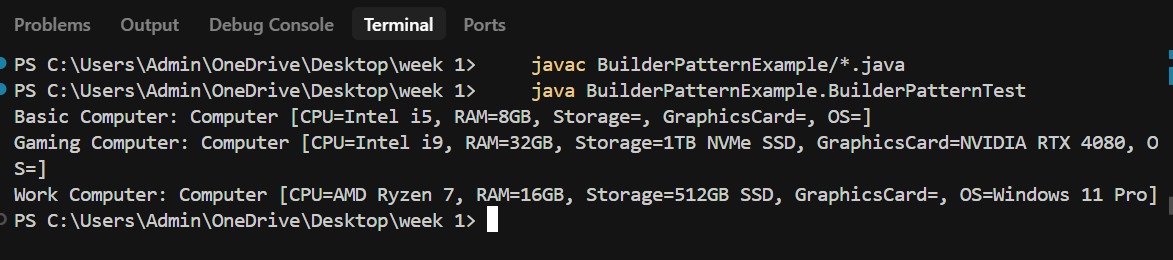 Problems Output Debug Console Terminal Ports
PS C:\Users\Admin\OneDrive\Desktop\week 1>     javac BuilderPatternExample/*.java
PS C:\Users\Admin\OneDrive\Desktop\week 1>     java BuilderPatternExample.BuilderPatternTest
Basic Computer: Computer [CPU=Intel i5, RAM=8GB, Storage=, GraphicsCard=, OS=]
Gaming Computer: Computer [CPU=Intel i9, RAM=32GB, Storage=1TB NVMe SSD, GraphicsCard=NVIDIA RTX 4080, O
S=]
Work Computer: Computer [CPU=AMD Ryzen 7, RAM=16GB, Storage=512GB SSD, GraphicsCard=, OS=Windows 11 Pro]
PS C:\Users\Admin\OneDrive\Desktop\week 1>